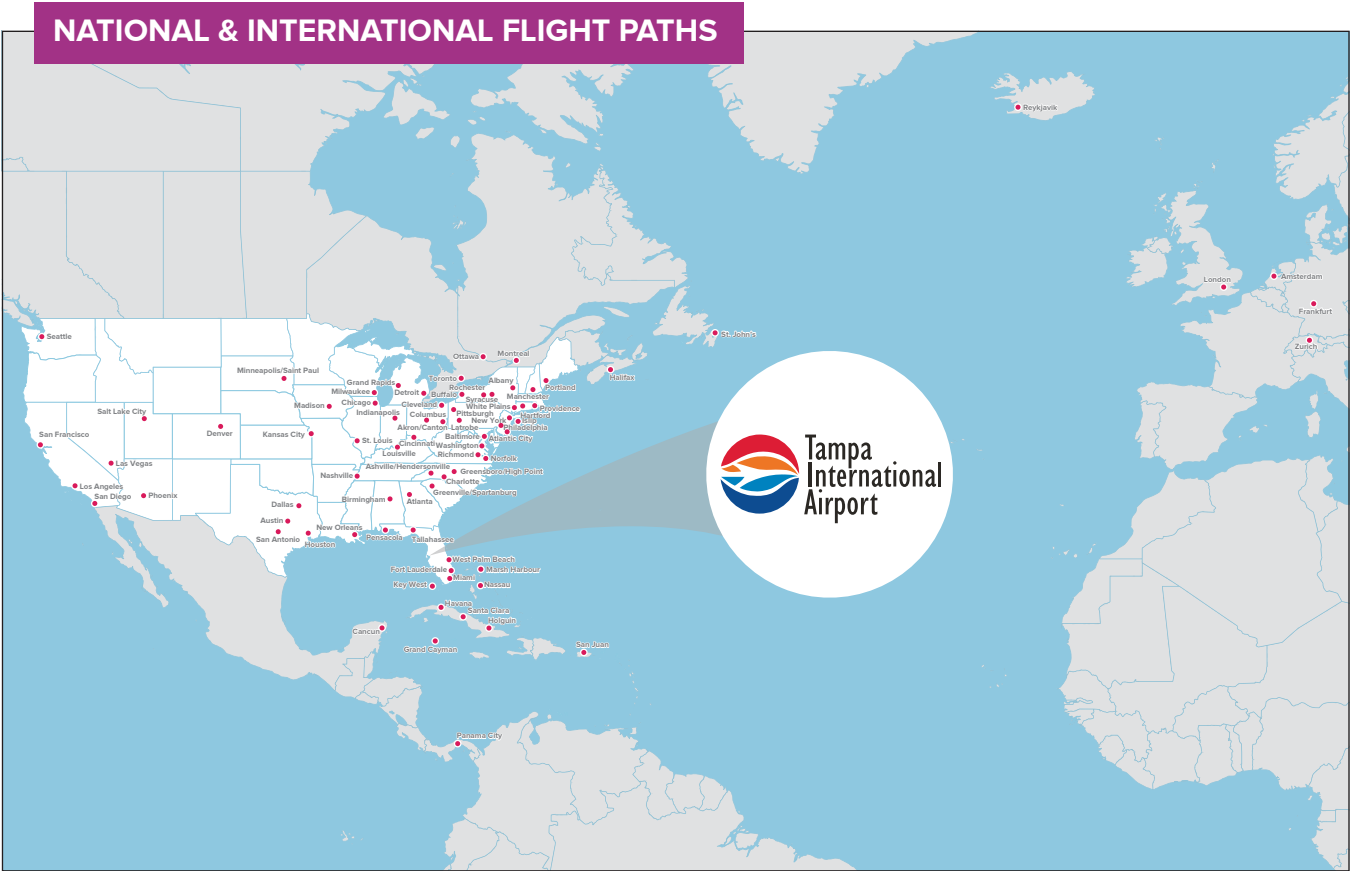 NATIONAL & INTERNATIONAL FLIGHT PATHS
Reykjavik
London
Amsterdam
Frankfurt
Zurich
Seattle
St. John's
Ottawa
Montreal
Halifax
Minneapolis/Saint Paul
Grand Rapids
Toronto
Albany
Portland
Milwaukee
Detroit
Rochester
Buffalo
Syracuse
Manchester
Madison
Chicago
Cleveland
White Plains
Providence
Salt Lake City
Indianapolis
Columbus
Pittsburgh
Hartford
New York
Islip
Akron/Canton
Latrobe
Philadelphia
San Francisco
Denver
Kansas City
St. Louis
Cincinnati
Baltimore
Atlantic City
Washington
Louisville
Richmond
Norfolk
Las Vegas
Ashville/Hendersonville
Greensboro/High Point
Nashville
Charlotte
Los Angeles
San Diego
Phoenix
Greenville/Spartanburg
Birmingham
Atlanta
Dallas
Austin
San Antonio
Houston
New Orleans
Pensacola
Tallahassee
West Palm Beach
Fort Lauderdale
Marsh Harbour
Miami
Key West
Nassau
Havana
Santa Clara
Holguin
Cancun
Grand Cayman
San Juan
Panama City
Tampa
International
Airport